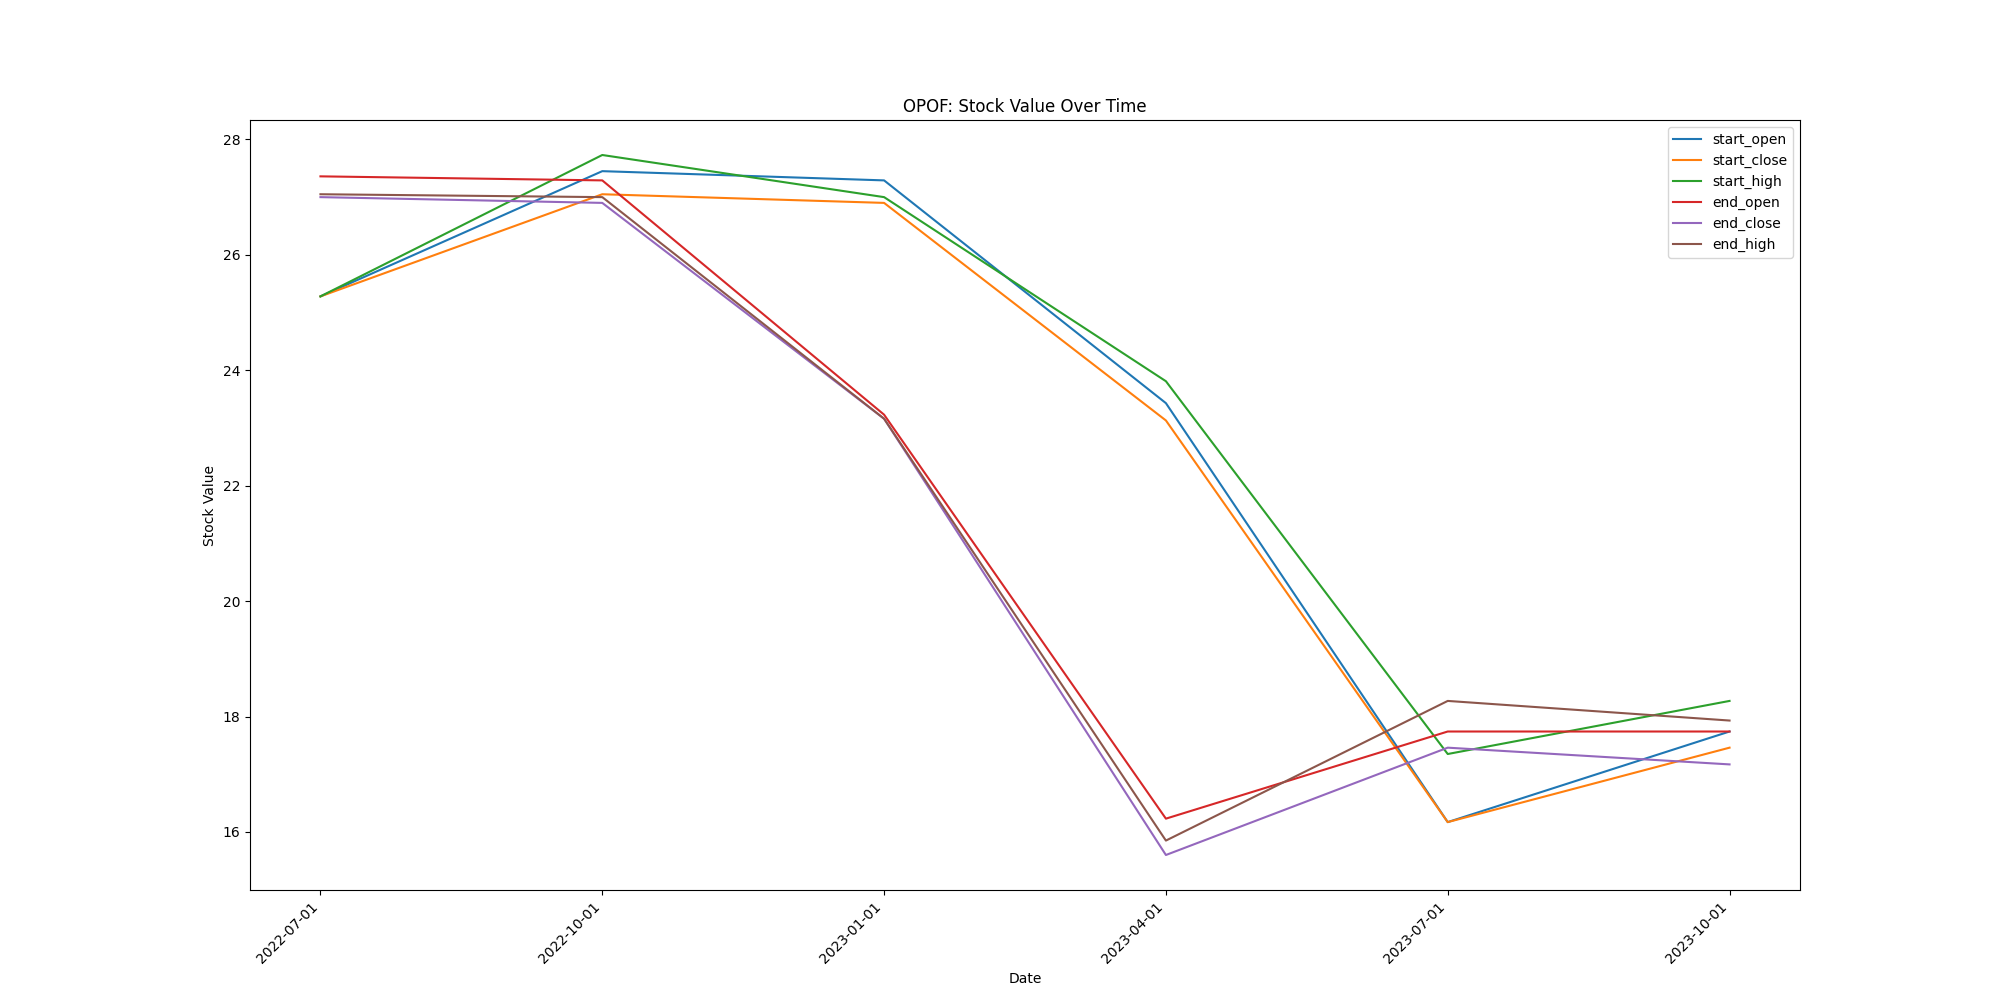 OPOF: Stock Value Over Time
start_open
start_close
start_high
end_open
end_close
end_high
28
26
24
22
20
18
16
Stock Value
2022-07-01
2022-10-01
2023-01-01
2023-04-01
2023-07-01
2023-10-01
Date